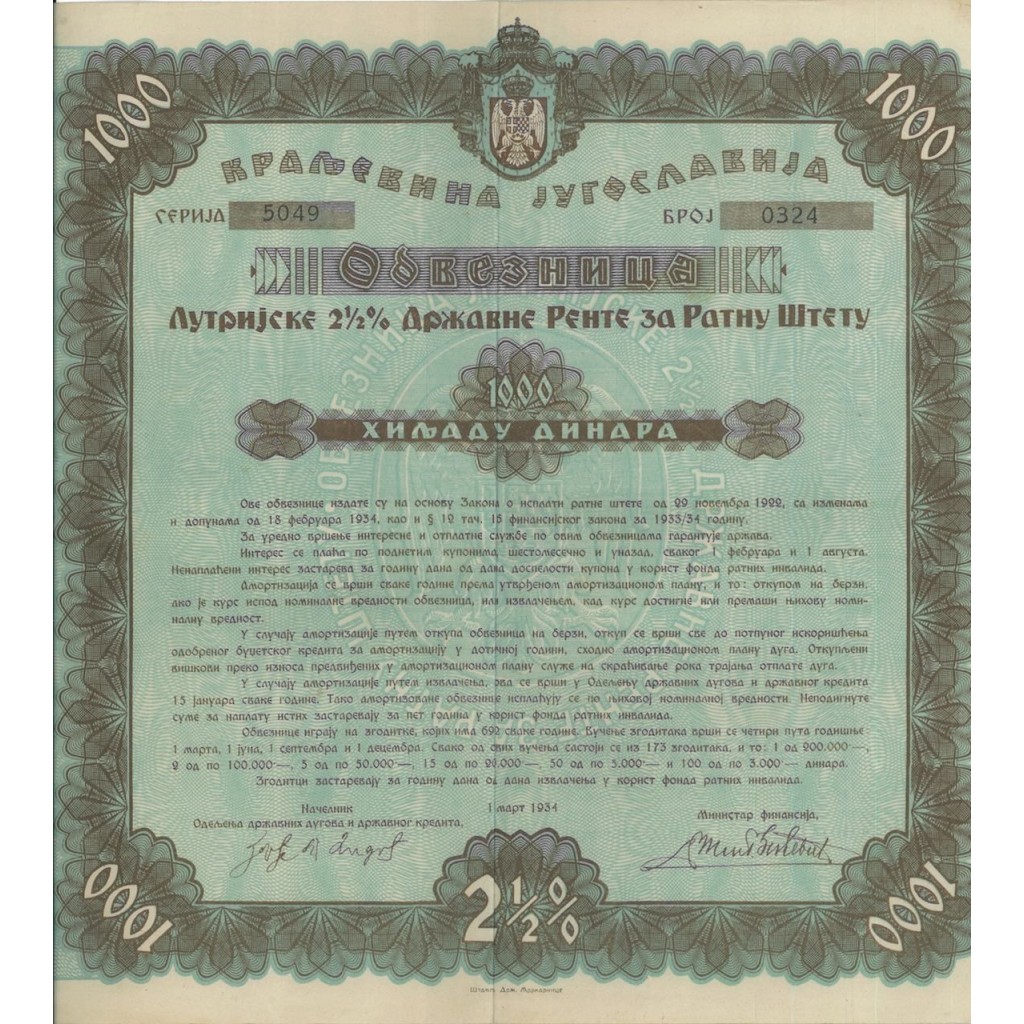 1000
1000
КРАЉЕВИНА ЈУГОСЛАВИЈА
СЕРИЈА 5049
БРОЈ 0324
ОБВЕЗНИЦА
ЛУТРИЈСКЕ 2½% ДРЖАВНЕ РЕНТЕ ЗА РАТНУ ШТЕТУ
1000
ХИЉАДУ ДИНАРА
Ове обвезнице издате су на основу Закона о исплати ратне штете од 29 новембра 1922, са изменама
и допунама од 18 фебруара 1934, као и § 12 тач. 15 финансијског закона за 1933/34 годину.
За уредно вршење интересне и отплатне службе по овим обвезницама гарантује држава.
Интерес се плаћа по поднетим купонима, шестомесечно и уназад, сваког 1 фебруара и 1 августа.
Ненаплаћени интерес застарева за годину дана од дава доспелости купона у корист фонда ратних инвалида.
Амортизација се врши сваке године према утврђеном амортизационом плану, и то: откупом на берзи,
ако је курс испод номиналне вредности обвезница, или извлачењем, кад курс достигне или премаши њихову номи-
налну вредност.
У случају амортизације путем откупа обвезница на берзи, откуп се врши све до потпуног искоришћења
одобреног буџетског кредита за амортизацију у дотичној години, сходно амортизационом плану дуга. Откупљени
вишкови преко износа предвиђених у амортизационом плану служе на скраћивање рока трајања отплате дуга.
У случају амортизације путем извлачења, ова се врши у Одељењу државних дугова и државног кредита
15 јануара сваке године. Тако амортизоване обвезнице исплаћују се по њиховој номиналној вредности. Неподигнуте
суме за наплату истих застаревају за пет година у корист фонда ратних инвалида.
Обвезнице играју на згодитке, којих има 692 сваке године. Вучење згодитака врши се четири пута годишње:
1 марта, 1 јуна, 1 септембра и 1 децембра. Свако од ових вучења састоји се из 173 згодитака, и то: 1 од 200.000·—,
2 од по 100.000·—, 5 од по 50.000·—, 15 од по 20.000·—, 50 од по 5.000·— и 100 од по 3.000·— динара.
Згодитци застаревају за годину дана од дана извлачења у корист фонда ратних инвалида.
Начелник
Одељења државних дугова и државног кредита,
1 март 1934
Министар финансија,
2½%
1000
1000